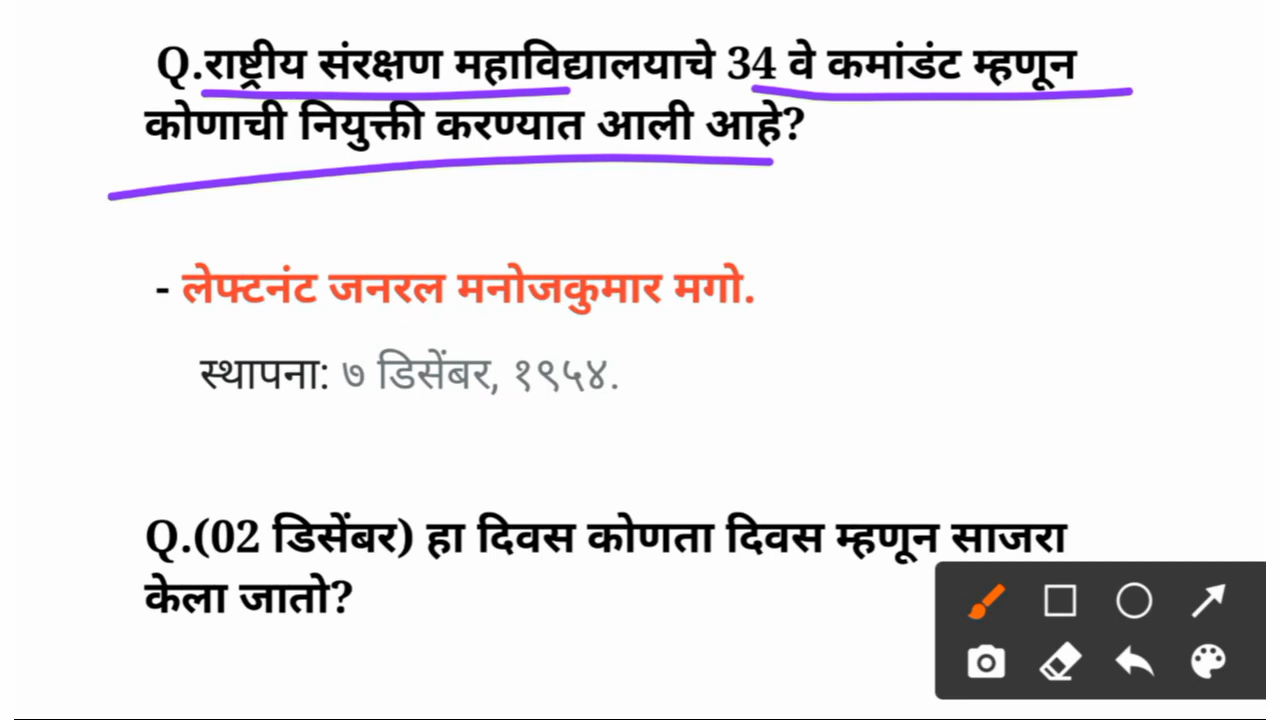 Q.राष्ट्रीय संरक्षण महाविद्यालयाचे 34 वे कमांडंट म्हणून
कोणाची नियुक्ती करण्यात आली आहे?
- लेफ्टनंट जनरल मनोजकुमार मगो.
स्थापना: ७ डिसेंबर, १९५४.
Q.(02 डिसेंबर) हा दिवस कोणता दिवस म्हणून साजरा
केला जातो?